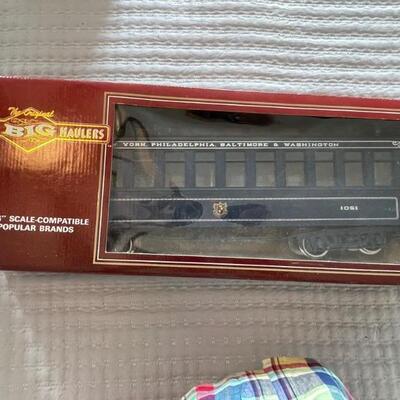 The Original
BIG HAULERS
YORK, PHILADELPHIA, BALTIMORE & WASHINGTON
1051
" SCALE-COMPATIBLE
POPULAR BRANDS